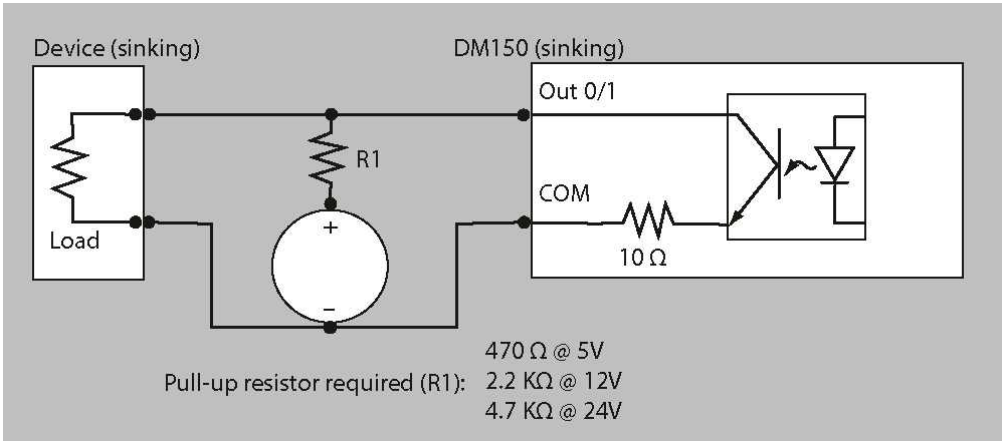 Device (sinking)
DM150 (sinking)
Out 0/1
R1
COM
+
Load
10 Ω
–
470 Ω @ 5V
Pull-up resistor required (R1): 2.2 KΩ @ 12V
4.7 KΩ @ 24V